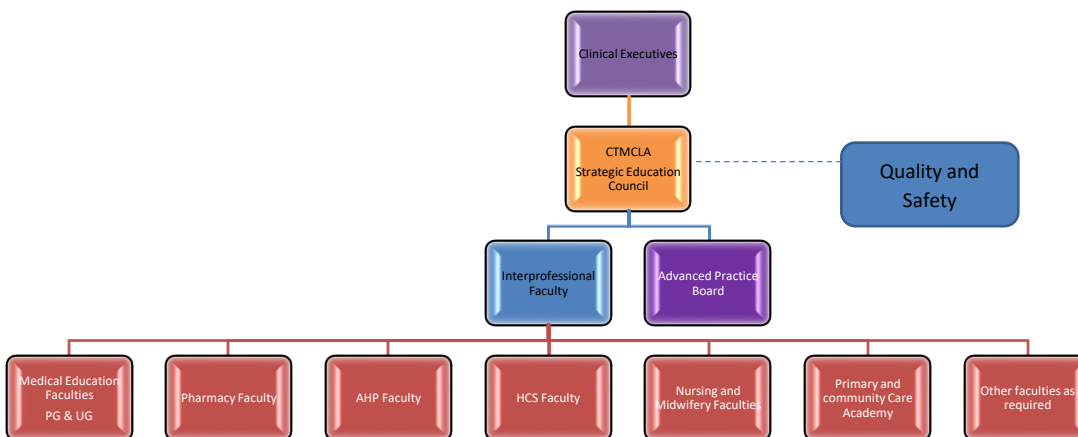 Clinical Executives
CTMCLA
Strategic Education
Council
Quality and
Safety
Interprofessional
Faculty
Advanced Practice
Board
Medical Education
Faculties
PG & UG
Pharmacy Faculty
AHP Faculty
HCS Faculty
Nursing and
Midwifery Faculties
Primary and
community Care
Academy
Other faculties as
required